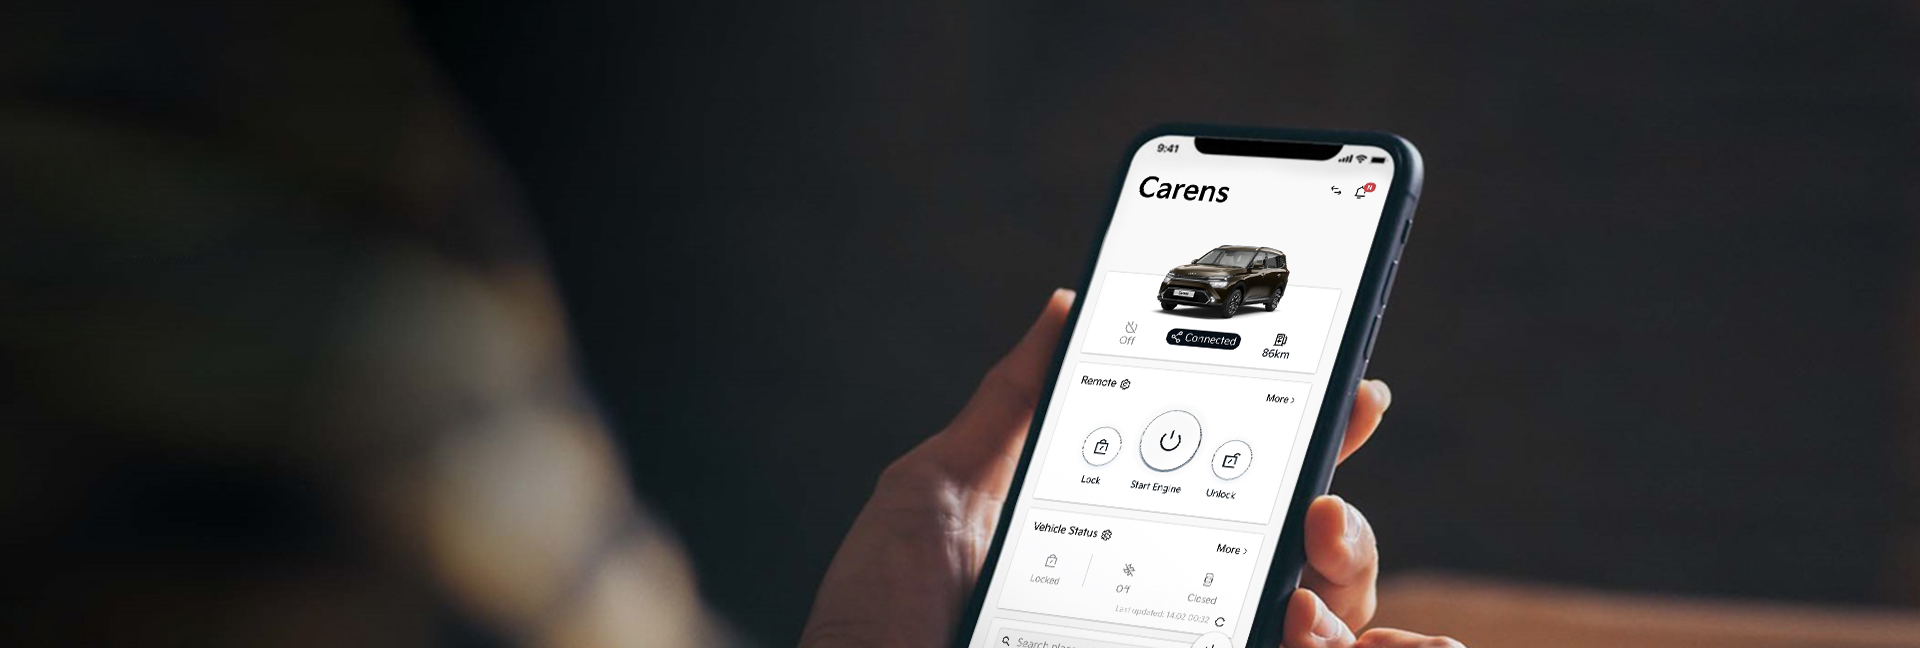 9:41
Carens
N
Off
Connected
86km
Remote
More >
Lock
Start Engine
Unlock
Vehicle Status
More >
Locked
Off
Closed
Last updated: 14.02 00:32
Search